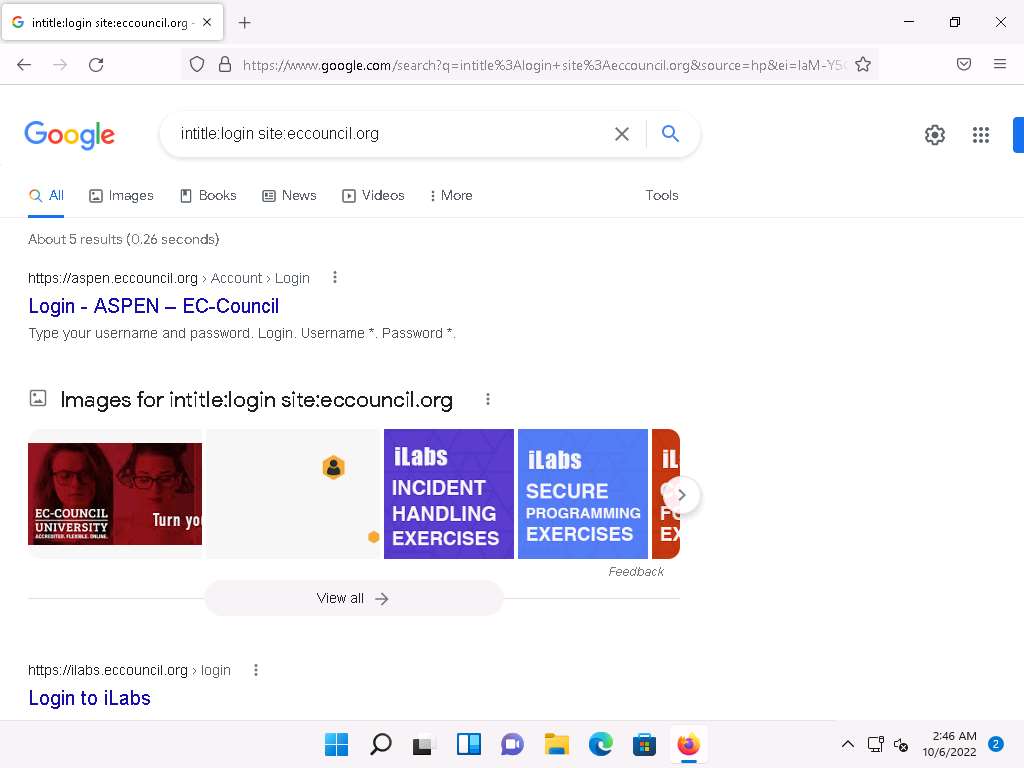 intitle:login site:eccouncil.org -
https://www.google.com/search?q=intitle%3Alogin+site%3Aeccouncil.org&source=hp&ei=IaM-Y5
Google
intitle:login site:eccouncil.org
All Images Books News Videos More Tools
About 5 results (0.26 seconds)
https://aspen.eccouncil.org › Account › Login
Login - ASPEN – EC-Council
Type your username and password. Login. Username *. Password *.
Images for intitle:login site:eccouncil.org
EC-COUNCIL
UNIVERSITY
ACCREDITED. FLEXIBLE. ONLINE.
Turn yo
iLabs
INCIDENT
HANDLING
EXERCISES
iLabs
SECURE
PROGRAMMING
EXERCISES
iL
F
EX
Feedback
View all
https://ilabs.eccouncil.org › login
Login to iLabs
2:46 AM
10/6/2022
2